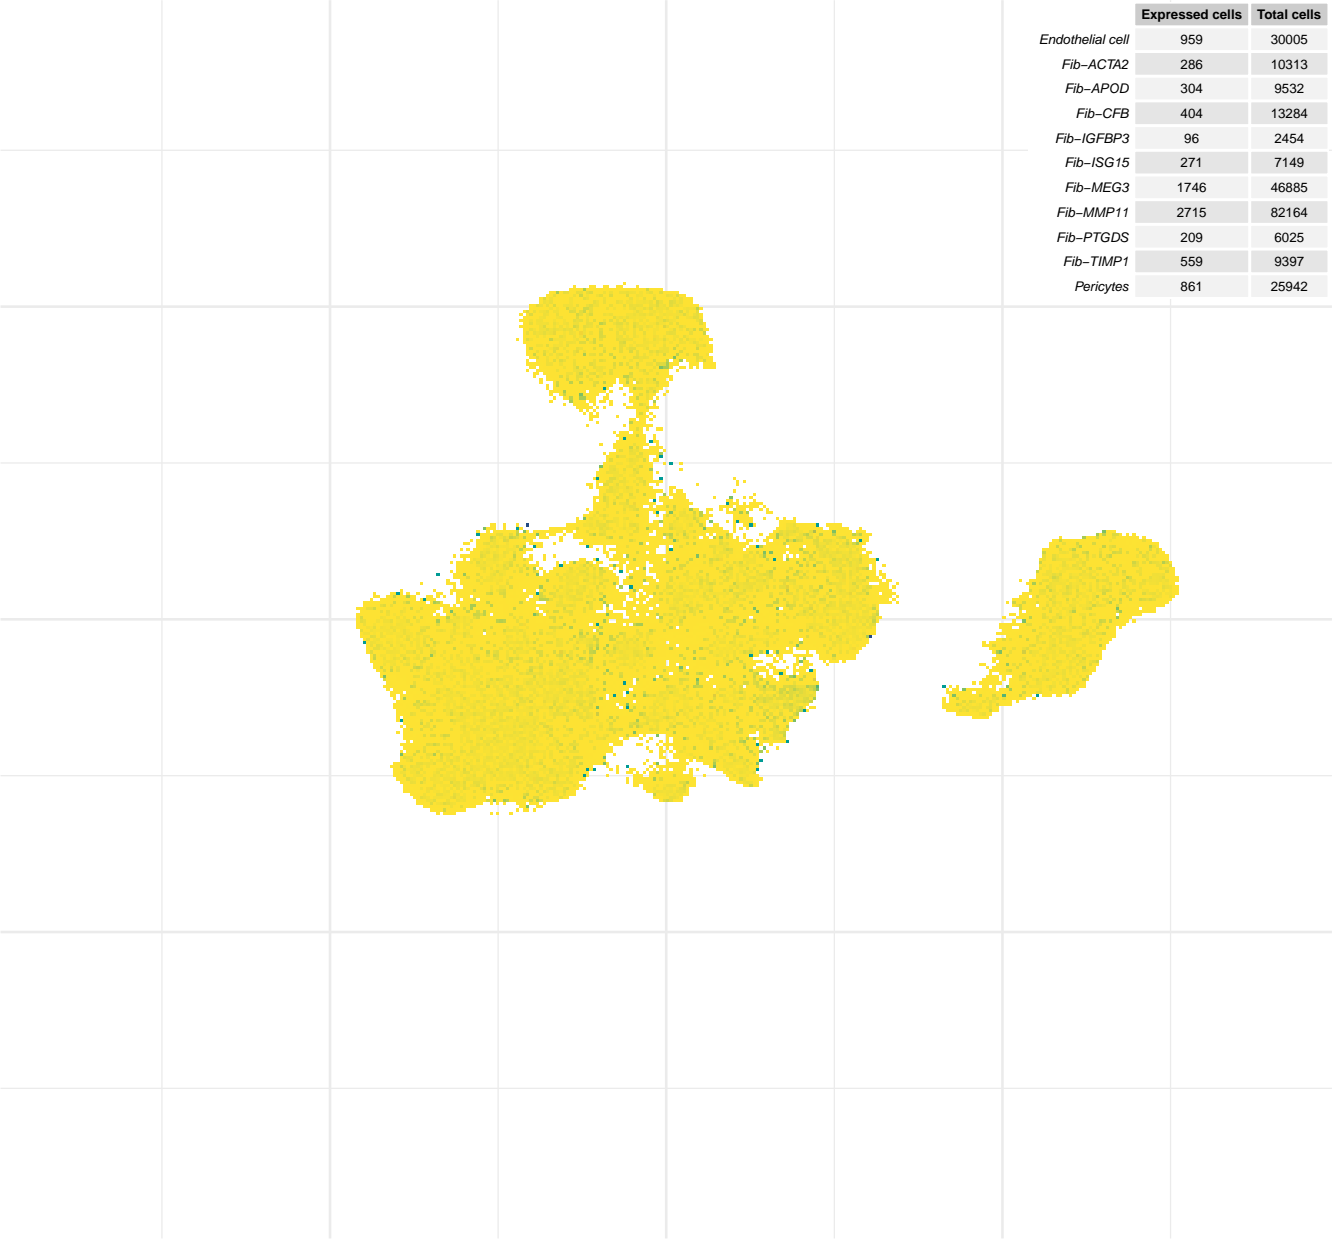 Expressed cells Total cells
Endothelial cell 959 30005
Fib−ACTA2 286 10313
Fib−APOD 304 9532
Fib−CFB 404 13284
Fib−IGFBP3 96 2454
Fib−ISG15 271 7149
Fib−MEG3 1746 46885
Fib−MMP11 2715 82164
Fib−PTGDS 209 6025
Fib−TIMP1 559 9397
Pericytes 861 25942